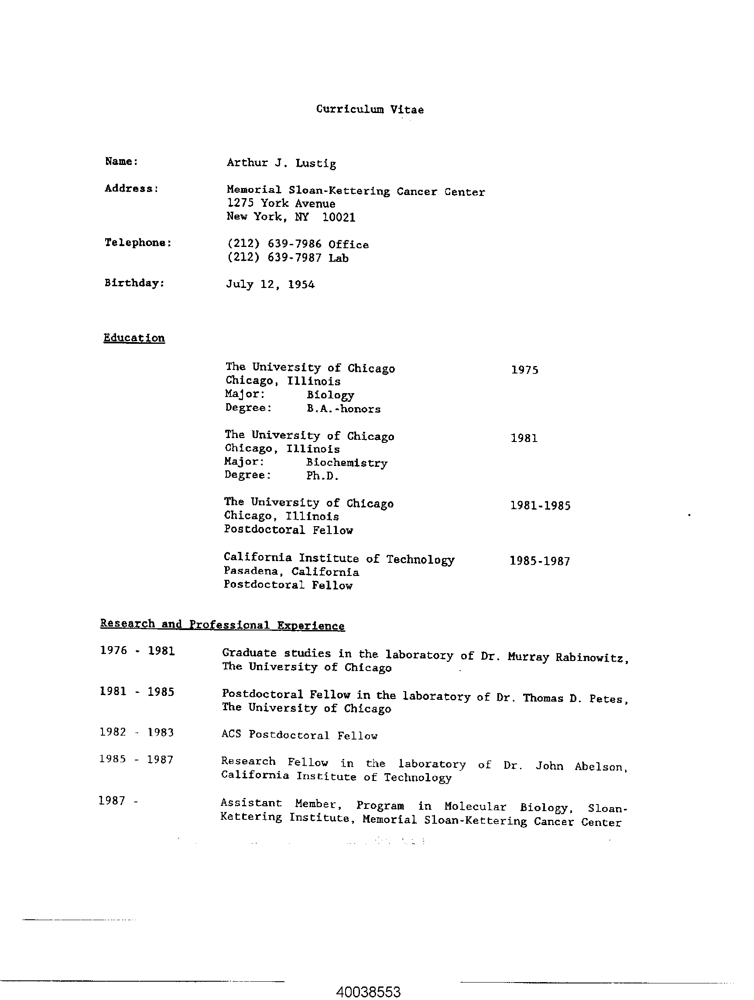 Curriculum Vitae
Name: Arthur J. Lustig
Address: Memorial Sloan-Kettering Cancer Center
1275 York Avenue
New York, NY 10021
Telephone: (212) 639-7986 Office
(212) 639-7987 Lab
Birthday: July 12, 1954
Education
The University of Chicago 1975
Chicago, Illinois
Major: Biology
Degree: B.A.-honors
The University of Chicago 1981
Chicago, Illinois
Major: Biochemistry
Degree: Ph.D.
The University of Chicago 1981-1985
Chicago, Illinois
Postdoctoral Fellow
California Institute of Technology 1985-1987
Pasadena, California
Postdoctoral Fellow
Research and Professional Experience
1976 - 1981 Graduate studies in the laboratory of Dr. Murray Rabinowitz,
The University of Chicago
1981 - 1985 Postdoctoral Fellow in the laboratory of Dr. Thomas D. Petes,
The University of Chicago
1982 - 1983 ACS Postdoctoral Fellow
1985 - 1987 Research Fellow in the laboratory of Dr. John Abelson,
California Institute of Technology
1987 - Assistant Member, Program in Molecular Biology, Sloan-
Kettering Institute, Memorial Sloan-Kettering Cancer Center
40038553